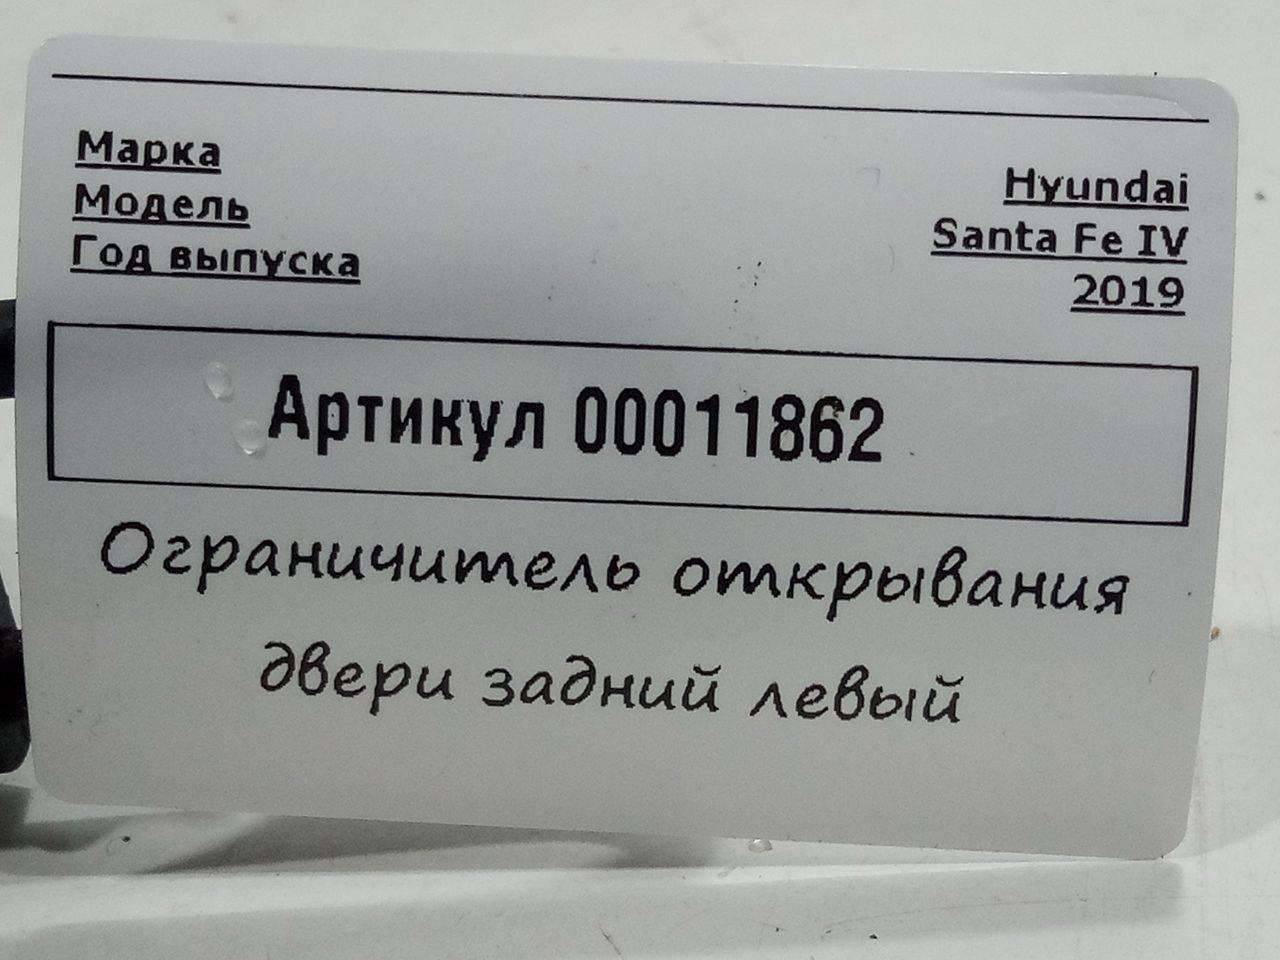 Марка Hyundai
Модель Santa Fe IV
Год выпуска 2019
Артикул 00011862
Ограничитель открывания
двери задний левый